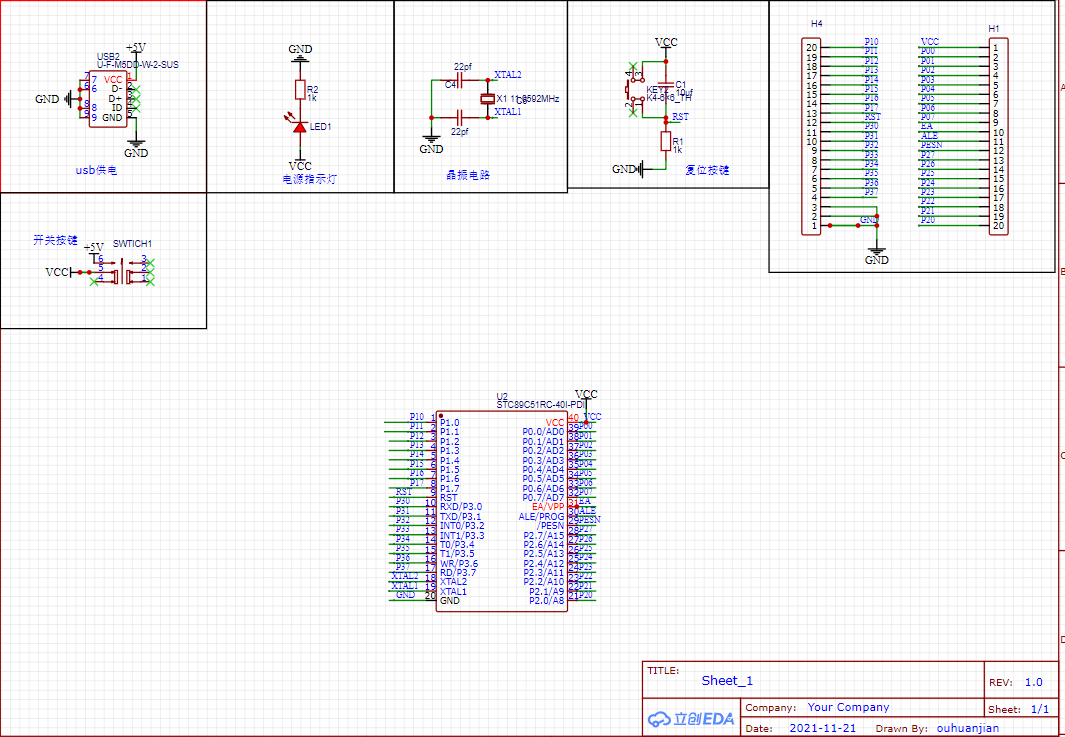 +5V
USB2
U-F-M5DD-W-2-SUS
7 7 VCC 1
6 6 D-
D+
8 8 ID
9 9 GND 5
GND
GND
usb供电
GND
R2
1k
LED1
VCC
电源指示灯
22pf
C4
XTAL2
X1 11.0592MHz
XTAL1
22pf
GND
晶振电路
VCC
4 3
KEY2
K4-6×6_TH
2 1
C1
10uf
RST
R1
1k
GND
复位按键
H4
20 P10
19 P11
18 P12
17 P13
16 P14
15 P15
14 P16
13 P17
12 RST
11 P30
10 P31
9 P32
8 P33
7 P34
6 P35
5 P36
4 P37
3
2
1 GND
GND
H1
VCC 1
P00 2
P01 3
P02 4
P03 5
P04 6
P05 7
P06 8
P07 9
EA 10
ALE 11
PESN 12
P27 13
P26 14
P25 15
P24 16
P23 17
P22 18
P21 19
P20 20
开关按键
+5V
SWTICH1
VCC
6 3
5 2
4 1
U2
STC89C51RC-40I-PDI
VCC
P10 1 P1.0 VCC 40 VCC
P11 2 P1.1 P0.0/AD0 39 P00
P12 3 P1.2 P0.1/AD1 38 P01
P13 4 P1.3 P0.2/AD2 37 P02
P14 5 P1.4 P0.3/AD3 36 P03
P15 6 P1.5 P0.4/AD4 35 P04
P16 7 P1.6 P0.5/AD5 34 P05
P17 8 P1.7 P0.6/AD6 33 P06
RST 9 RST P0.7/AD7 32 P07
P30 10 RXD/P3.0 EA/VPP 31 EA
P31 11 TXD/P3.1 ALE/PROG 30 ALE
P32 12 INT0/P3.2 /PESN 29 PESN
P33 13 INT1/P3.3 P2.7/A15 28 P27
P34 14 T0/P3.4 P2.6/A14 27 P26
P35 15 T1/P3.5 P2.5/A13 26 P25
P36 16 WR/P3.6 P2.4/A12 25 P24
P37 17 RD/P3.7 P2.3/A11 24 P23
XTAL2 18 XTAL2 P2.2/A10 23 P22
XTAL1 19 XTAL1 P2.1/A9 22 P21
GND 20 GND P2.0/A8 21 P20
A
B
C
D
TITLE:
Sheet_1
REV: 1.0
立创EDA
Company: Your Company
Sheet: 1/1
Date: 2021-11-21 Drawn By: ouhuanjian